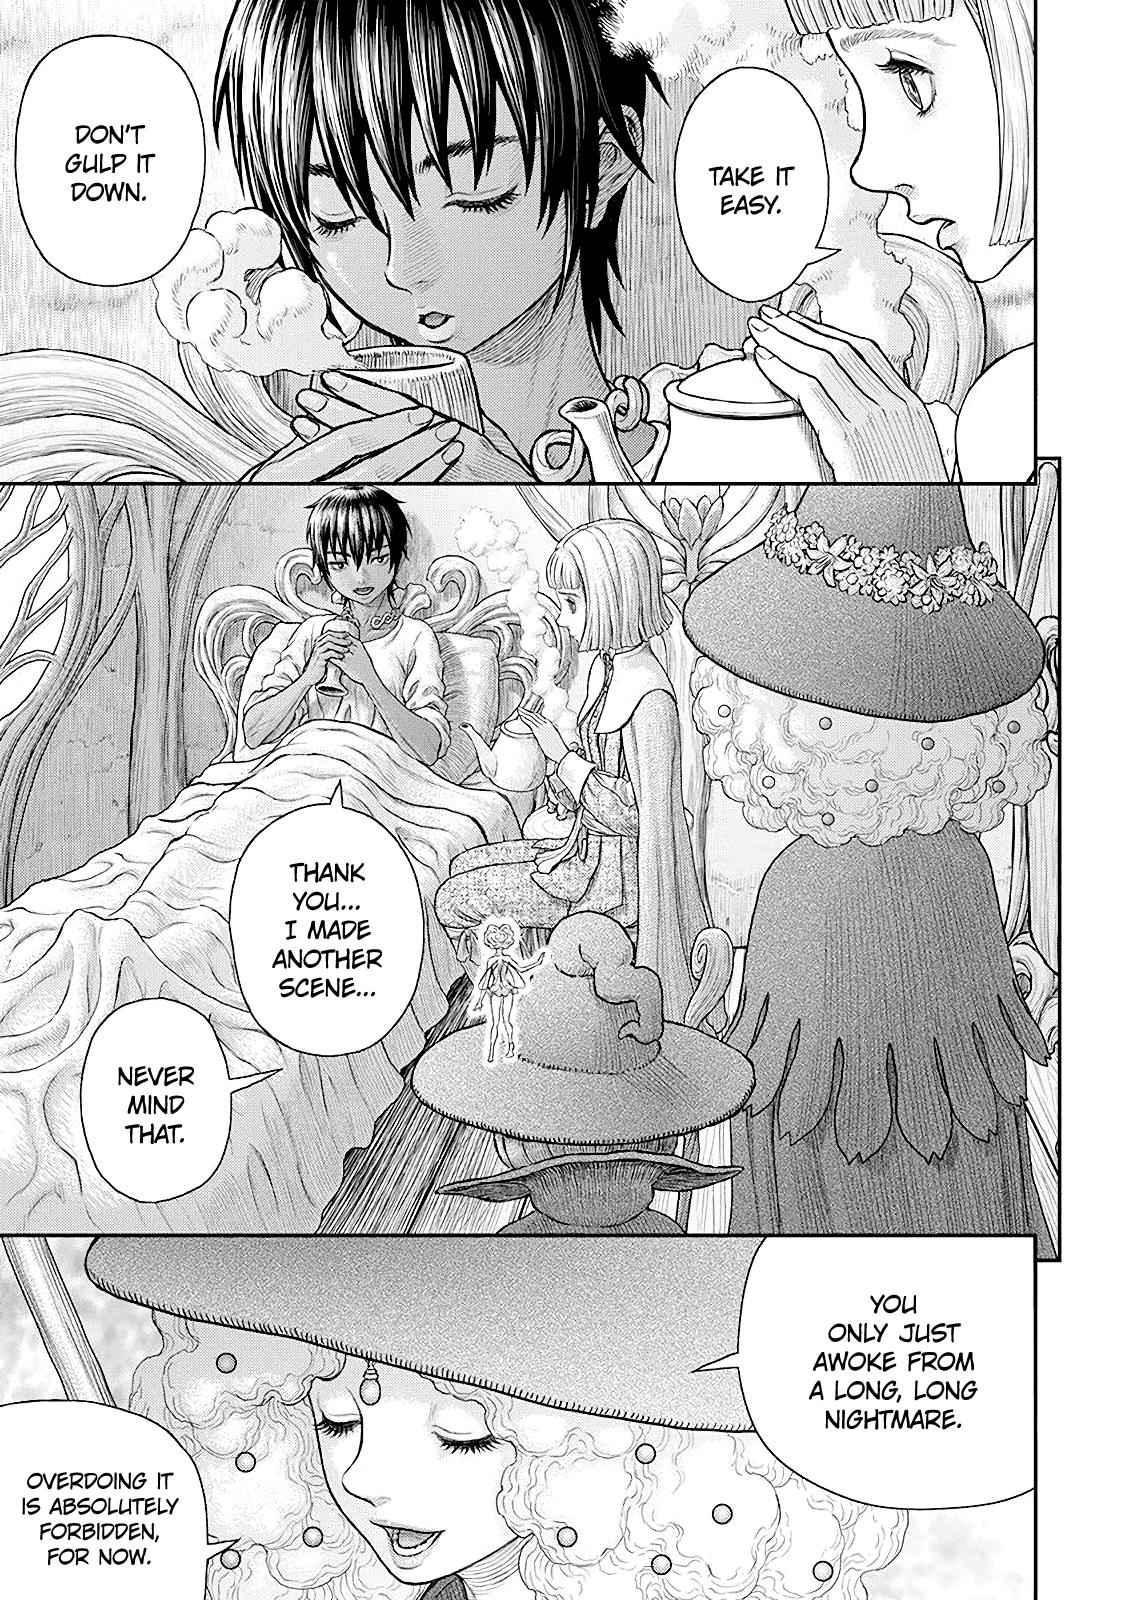 TAKE IT
EASY.
DON'T
GULP IT
DOWN.
THANK
YOU...
I MADE
ANOTHER
SCENE...
NEVER
MIND
THAT.
YOU
ONLY JUST
AWOKE FROM
A LONG, LONG
NIGHTMARE.
OVERDOING IT
IS ABSOLUTELY
FORBIDDEN,
FOR NOW.